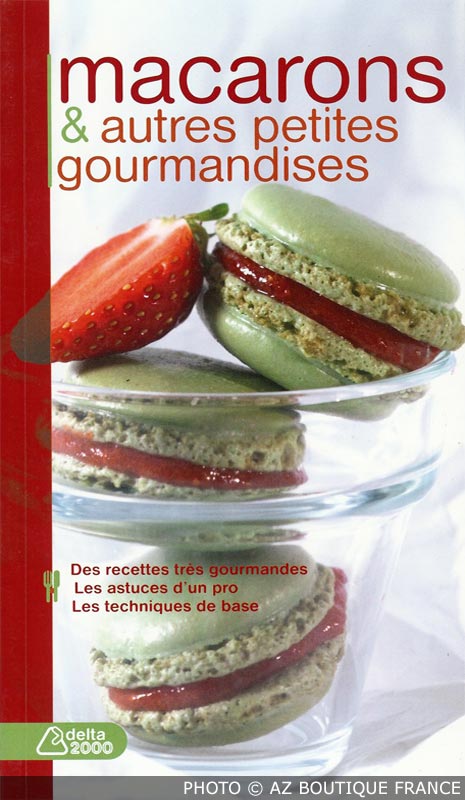 macarons
& autres petites
gourmandises
Des recettes très gourmandes
Les astuces d'un pro
Les techniques de base
delta
2000
PHOTO © AZ BOUTIQUE FRANCE